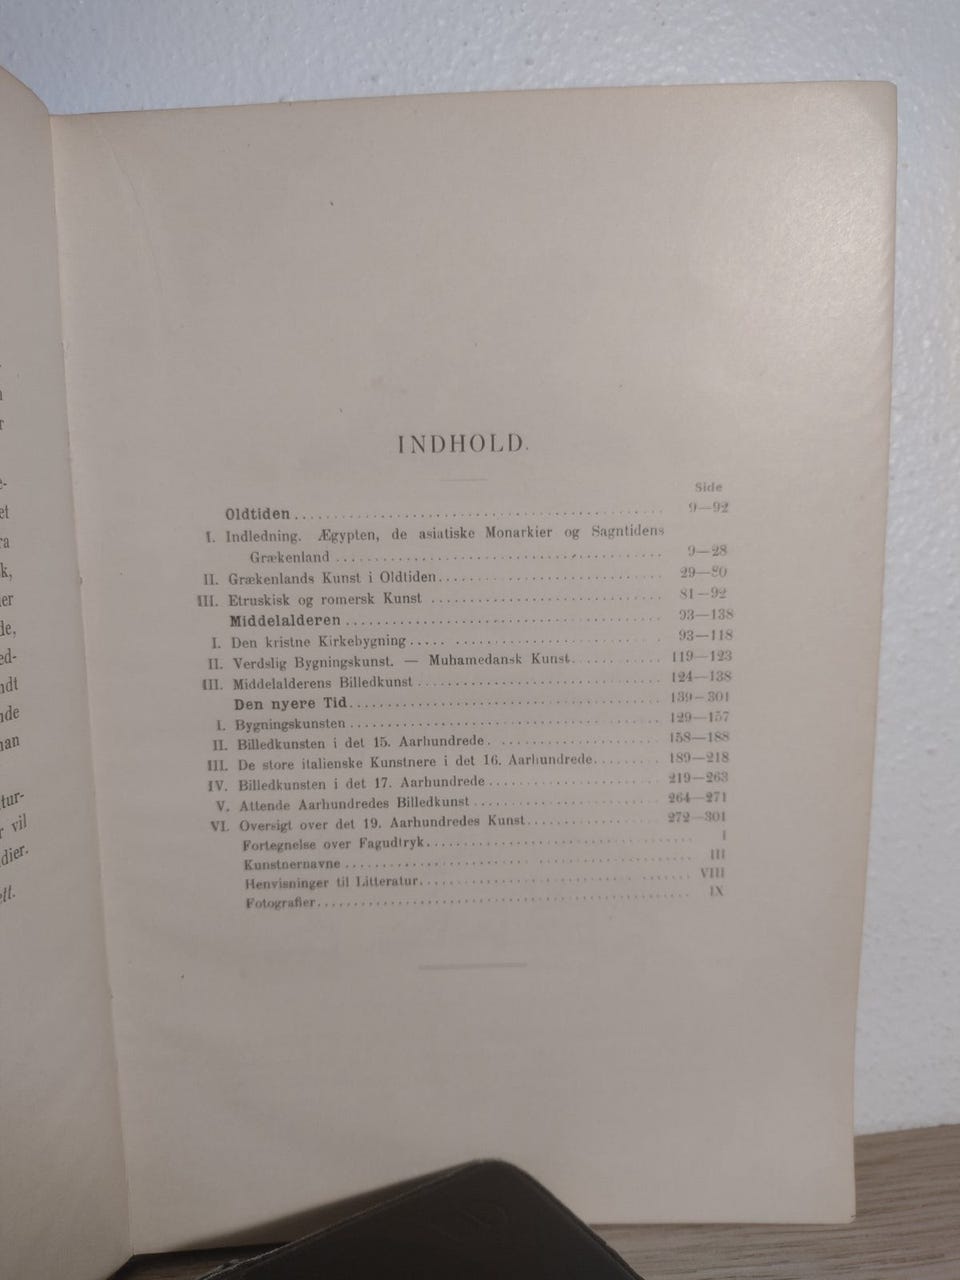 INDHOLD.
Side
Oldtiden 9—92
I. Indledning. Ægypten, de asiatiske Monarkier og Sagntidens
Grækenland 9—28
II. Grækenlands Kunst i Oldtiden 29—80
III. Etruskisk og romersk Kunst 81—92
Middelalderen 93—138
I. Den kristne Kirkebygning 93—118
II. Verdslig Bygningskunst. — Muhamedansk Kunst. 119—123
III. Middelalderens Billedkunst 124—138
Den nyere Tid 139—301
I. Bygningskunsten 129—157
II. Billedkunsten i det 15. Aarhundrede. 158—188
III. De store italienske Kunstnere i det 16. Aarhundrede 189—218
IV. Billedkunsten i det 17. Aarhundrede 219—263
V. Attende Aarhundredes Billedkunst 264—271
VI. Oversigt over det 19. Aarhundredes Kunst 272—301
Fortegnelse over Fagudtryk I
Kunstnernavne III
Henvisninger til Litteratur VIII
Fotografier IX